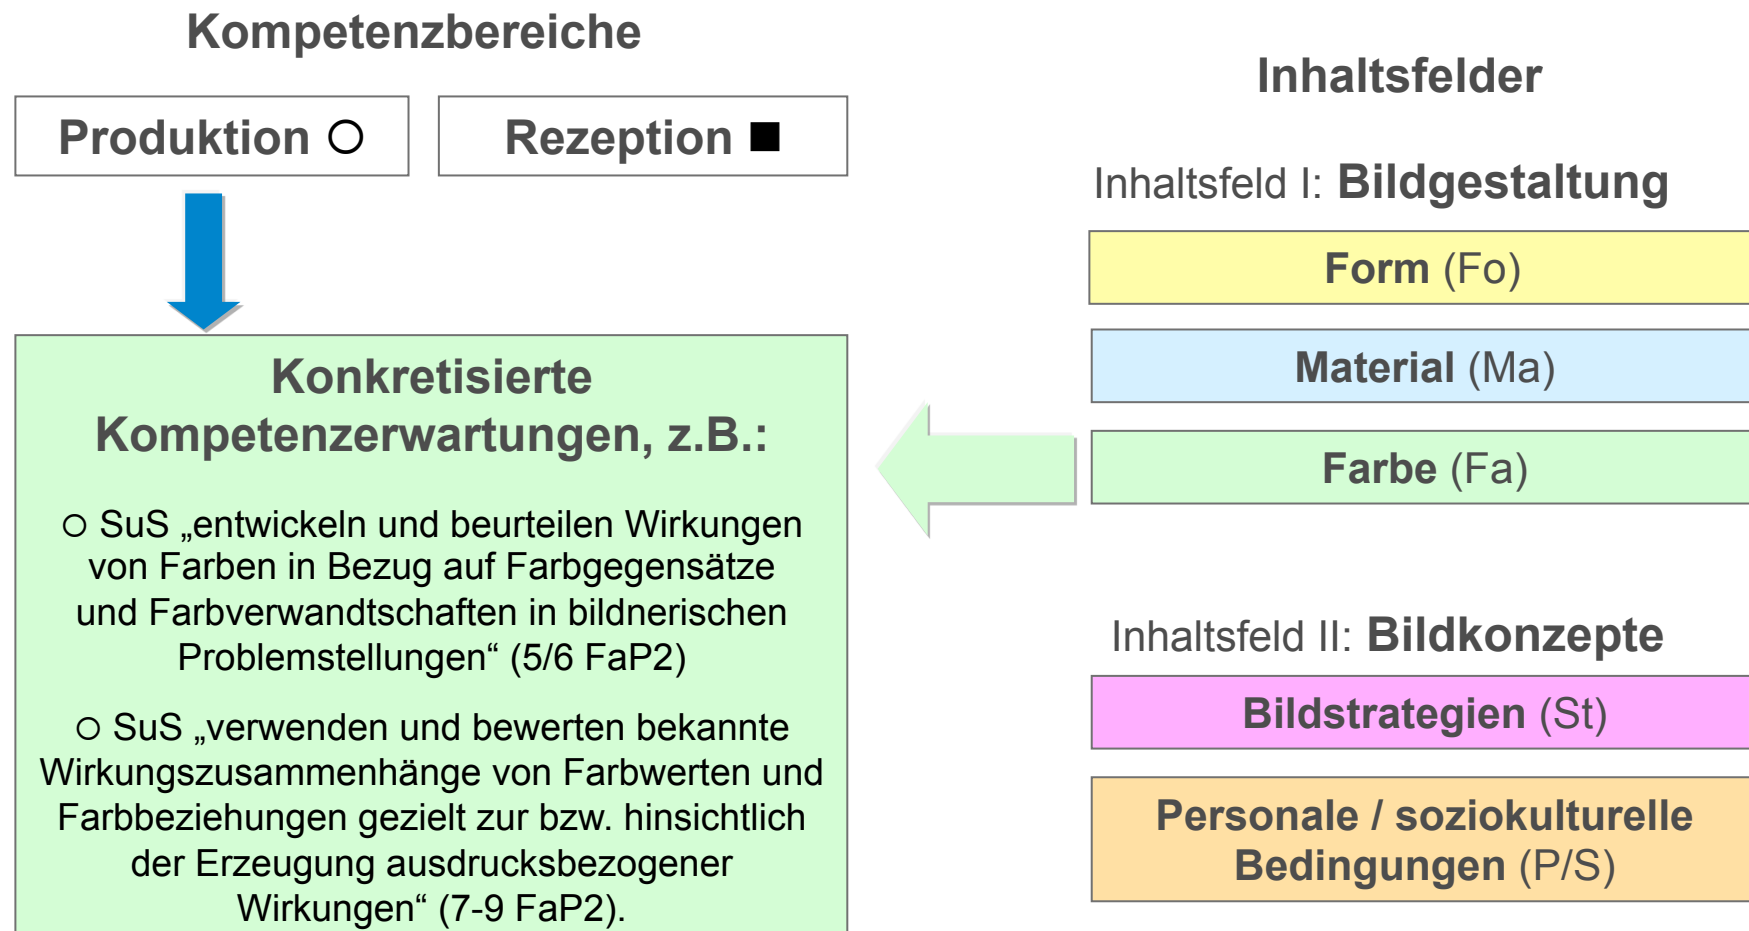 Kompetenzbereiche
Produktion ○
Rezeption ■
Konkretisierte
Kompetenzerwartungen, z.B.:
○ SuS „entwickeln und beurteilen Wirkungen
von Farben in Bezug auf Farbgegensätze
und Farbverwandtschaften in bildnerischen
Problemstellungen“ (5/6 FaP2)
○ SuS „verwenden und bewerten bekannte
Wirkungszusammenhänge von Farbwerten und
Farbbeziehungen gezielt zur bzw. hinsichtlich
der Erzeugung ausdrucksbezogener
Wirkungen“ (7-9 FaP2).
Inhaltsfelder
Inhaltsfeld I: Bildgestaltung
Form (Fo)
Material (Ma)
Farbe (Fa)
Inhaltsfeld II: Bildkonzepte
Bildstrategien (St)
Personale / soziokulturelle
Bedingungen (P/S)